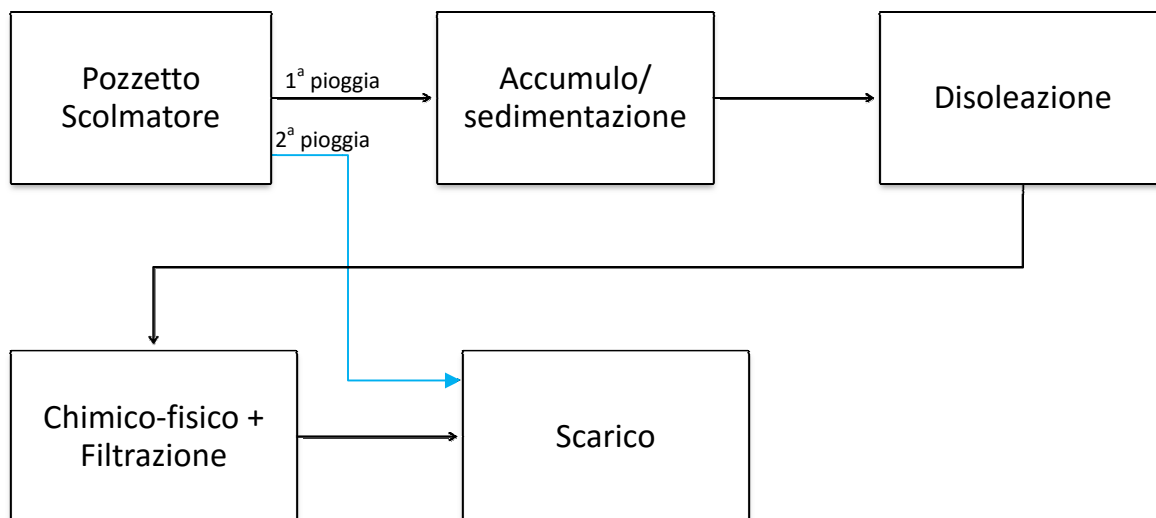 Pozzetto
Scolmatore
1ª pioggia
2ª pioggia
Accumulo/
sedimentazione
Disoleazione
Chimico-fisico +
Filtrazione
Scarico